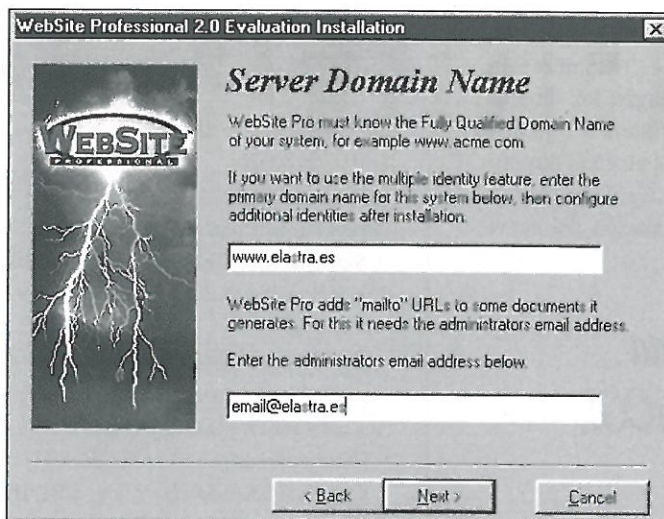 WebSite Professional 2.0 Evaluation Installation
WEBSITE
PROFESSIONAL
Server Domain Name
WebSite Pro must know the Fully Qualified Domain Name
of your system, for example www.acme.com.
If you want to use the multiple identity feature, enter the
primary domain name for this system below, then configure
additional identities after installation.
www.elastra.es
WebSite Pro adds "mailto" URLs to some documents it
generates. For this it needs the administrators email address.
Enter the administrators email address below.
email@elastra.es
< Back
Next >
Cancel